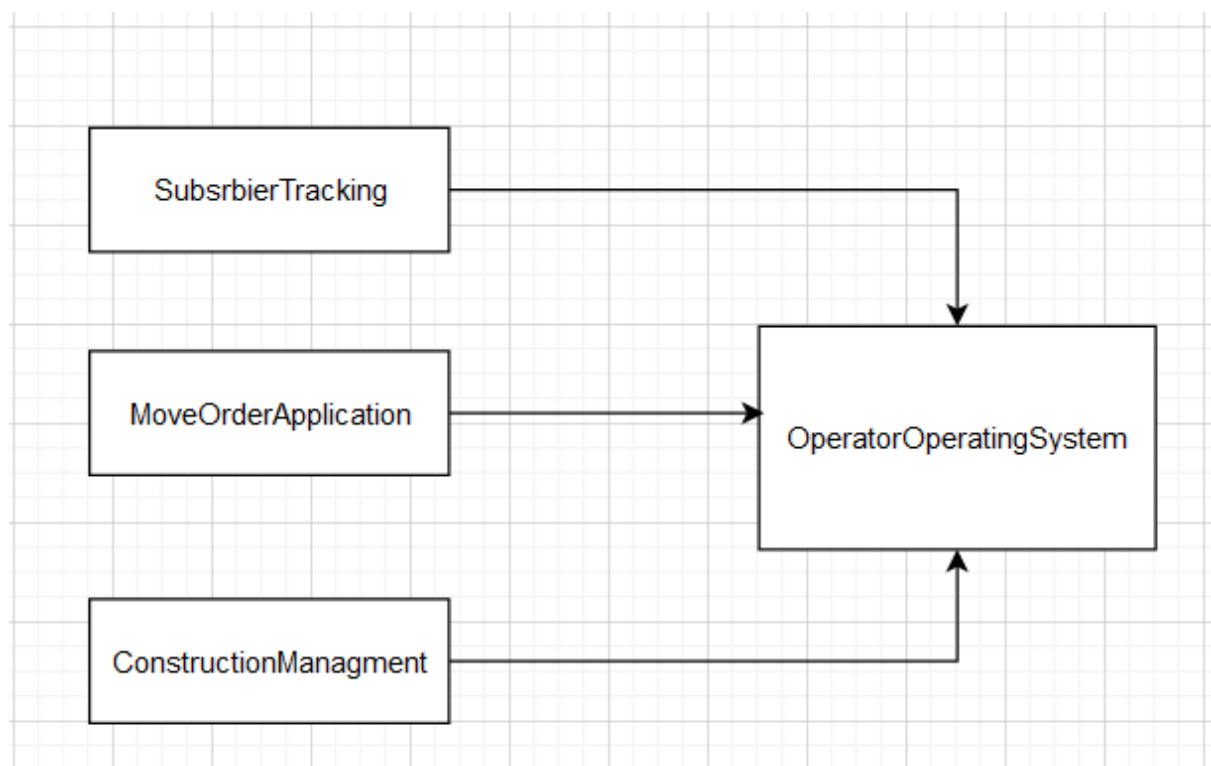 SubsrbierTracking
MoveOrderApplication
OperatorOperatingSystem
ConstructionManagment